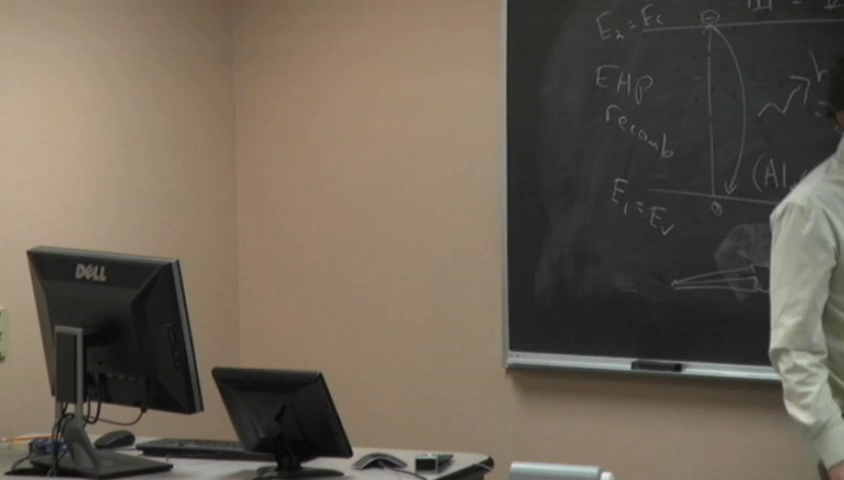 E₂ = Ec
EHP
recomb
(Al
E₁ = Ev
DELL